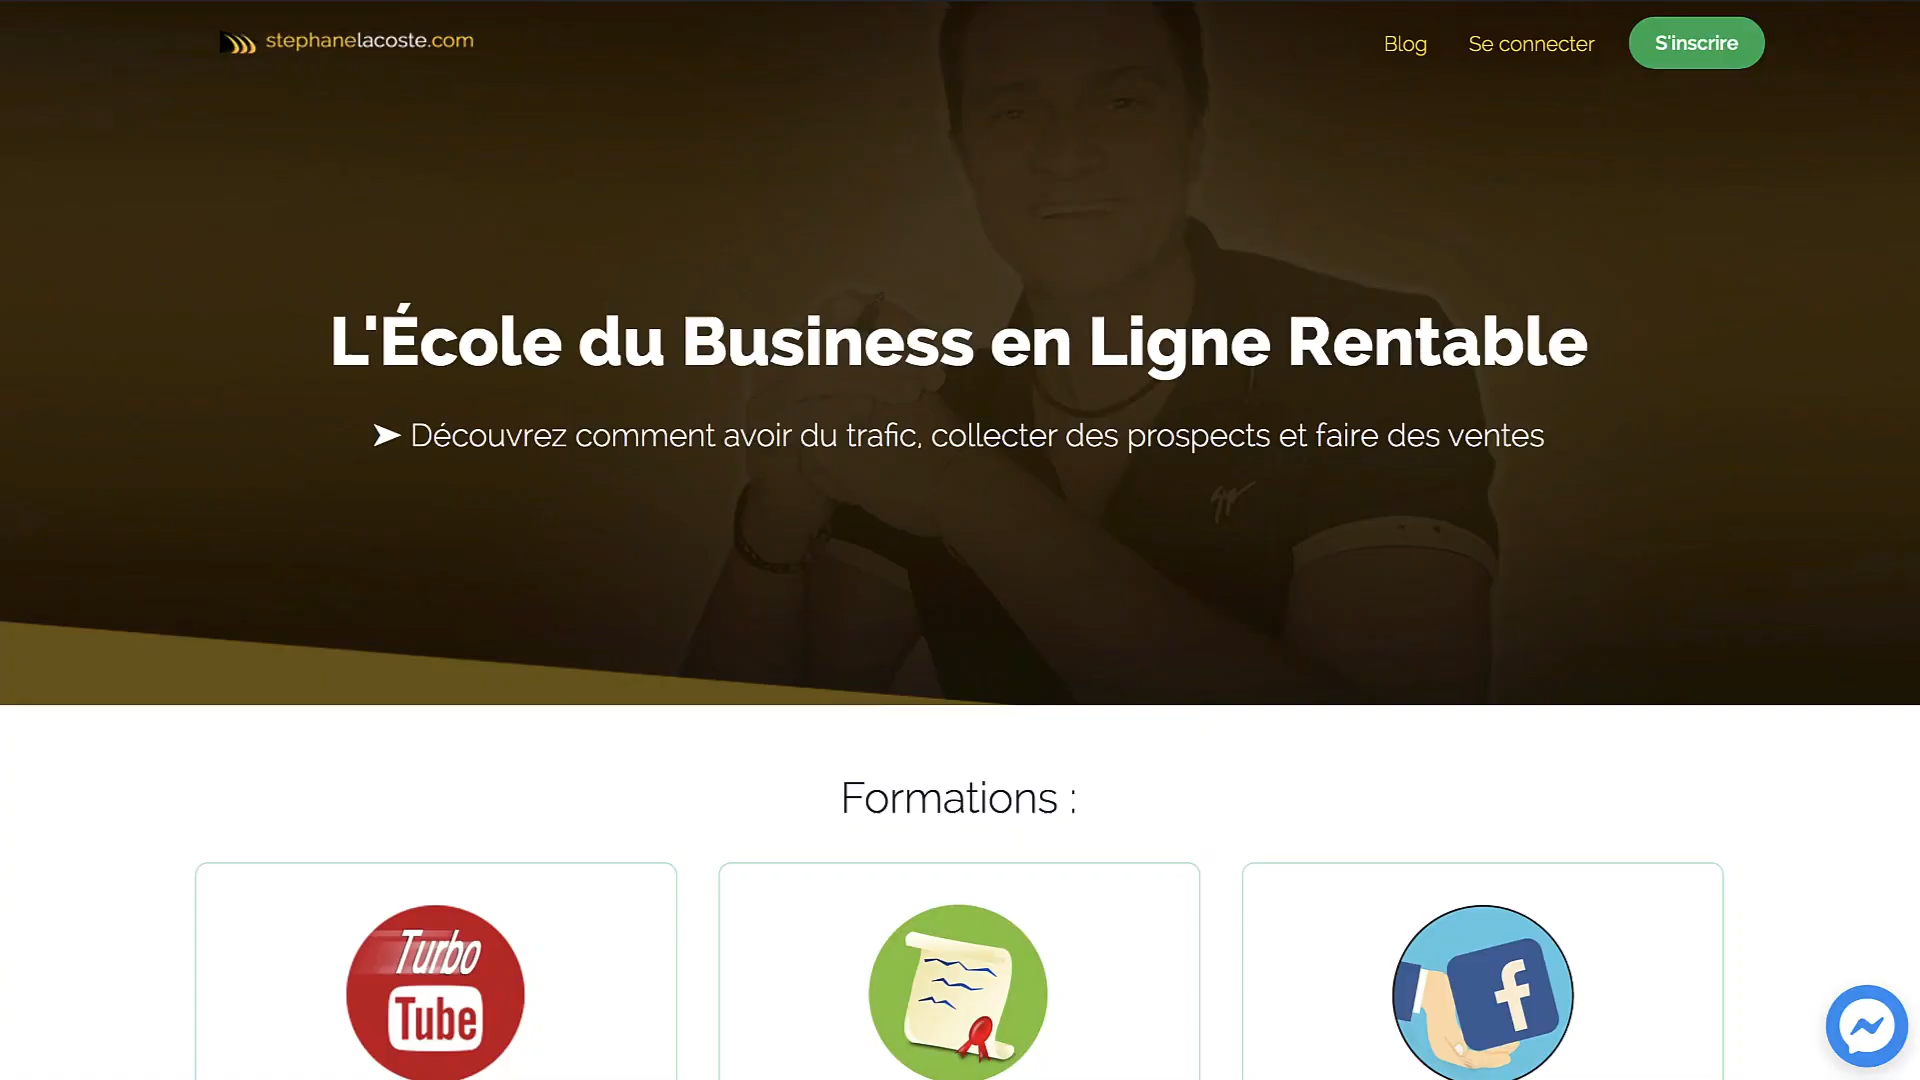 stephanelacoste.com
Blog
Se connecter
S'inscrire
L'École du Business en Ligne Rentable
➤ Découvrez comment avoir du trafic, collecter des prospects et faire des ventes
Formations :
Turbo
Tube
f